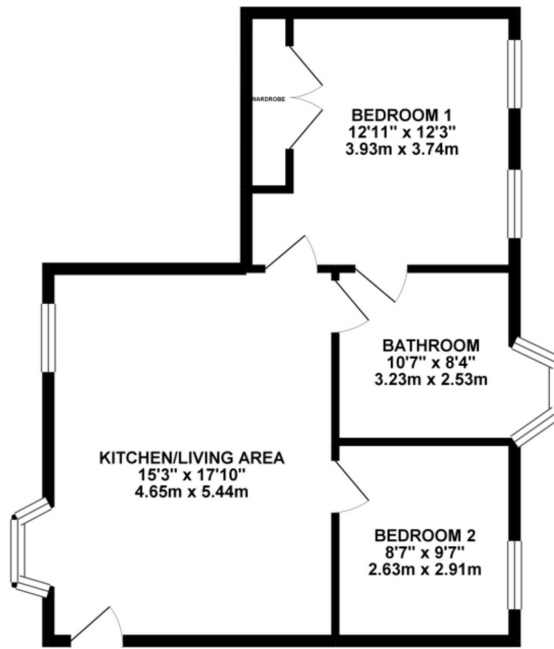 WARDROBE
BEDROOM 1
12'11" x 12'3"
3.93m x 3.74m
BATHROOM
10'7" x 8'4"
3.23m x 2.53m
KITCHEN/LIVING AREA
15'3" x 17'10"
4.65m x 5.44m
BEDROOM 2
8'7" x 9'7"
2.63m x 2.91m